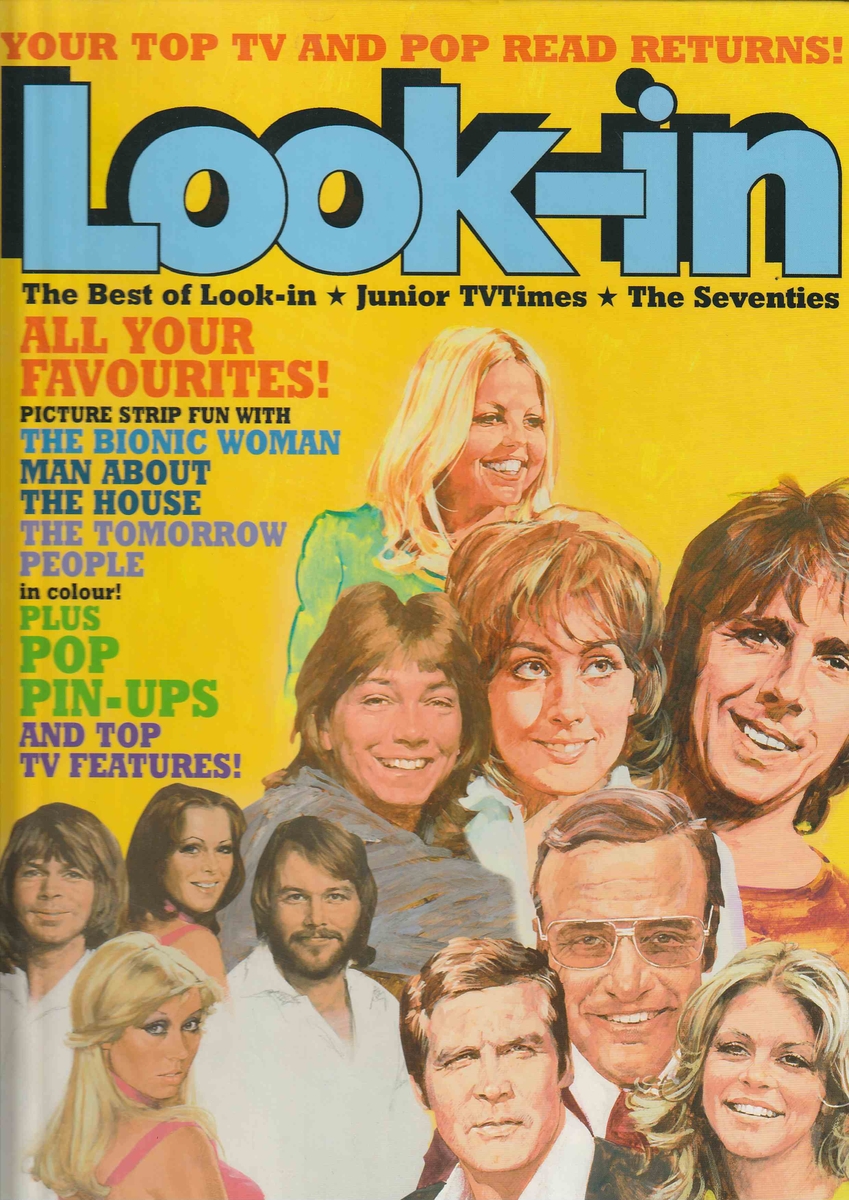 YOUR TOP TV AND POP READ RETURNS!
Look-in
The Best of Look-in ★ Junior TVTimes ★ The Seventies
ALL YOUR
FAVOURITES!
PICTURE STRIP FUN WITH
THE BIONIC WOMAN
MAN ABOUT
THE HOUSE
THE TOMORROW
PEOPLE
in colour!
PLUS
POP
PIN-UPS
AND TOP
TV FEATURES!